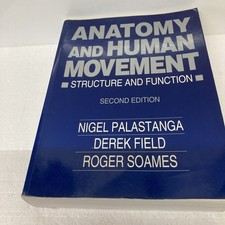 ANATOMY
AND HUMAN
MOVEMENT
STRUCTURE AND FUNCTION
SECOND EDITION
NIGEL PALASTANGA
DEREK FIELD
ROGER SOAMES